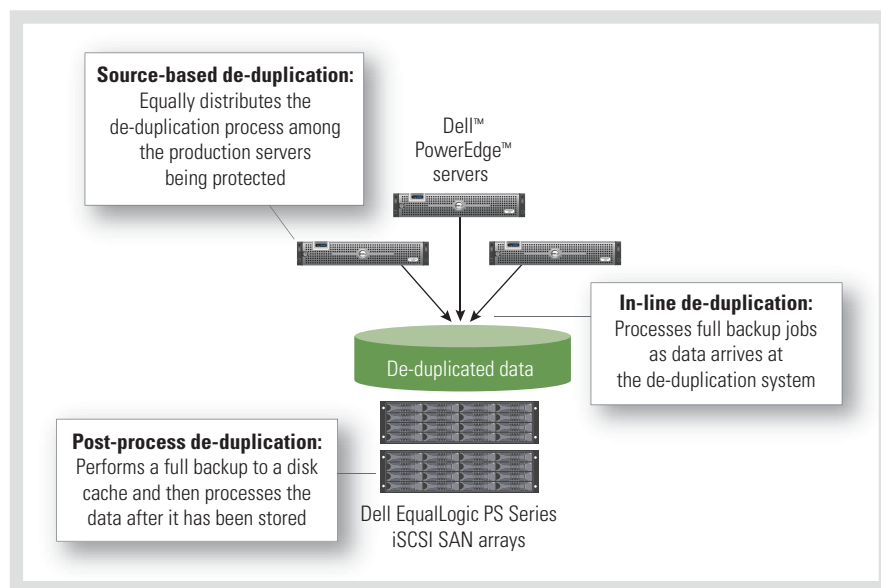 Source-based de-duplication:
Equally distributes the
de-duplication process among
the production servers
being protected
Dell™
PowerEdge™
servers
In-line de-duplication:
Processes full backup jobs
as data arrives at
the de-duplication system
De-duplicated data
Post-process de-duplication:
Performs a full backup to a disk
cache and then processes the
data after it has been stored
Dell EqualLogic PS Series
iSCSI SAN arrays